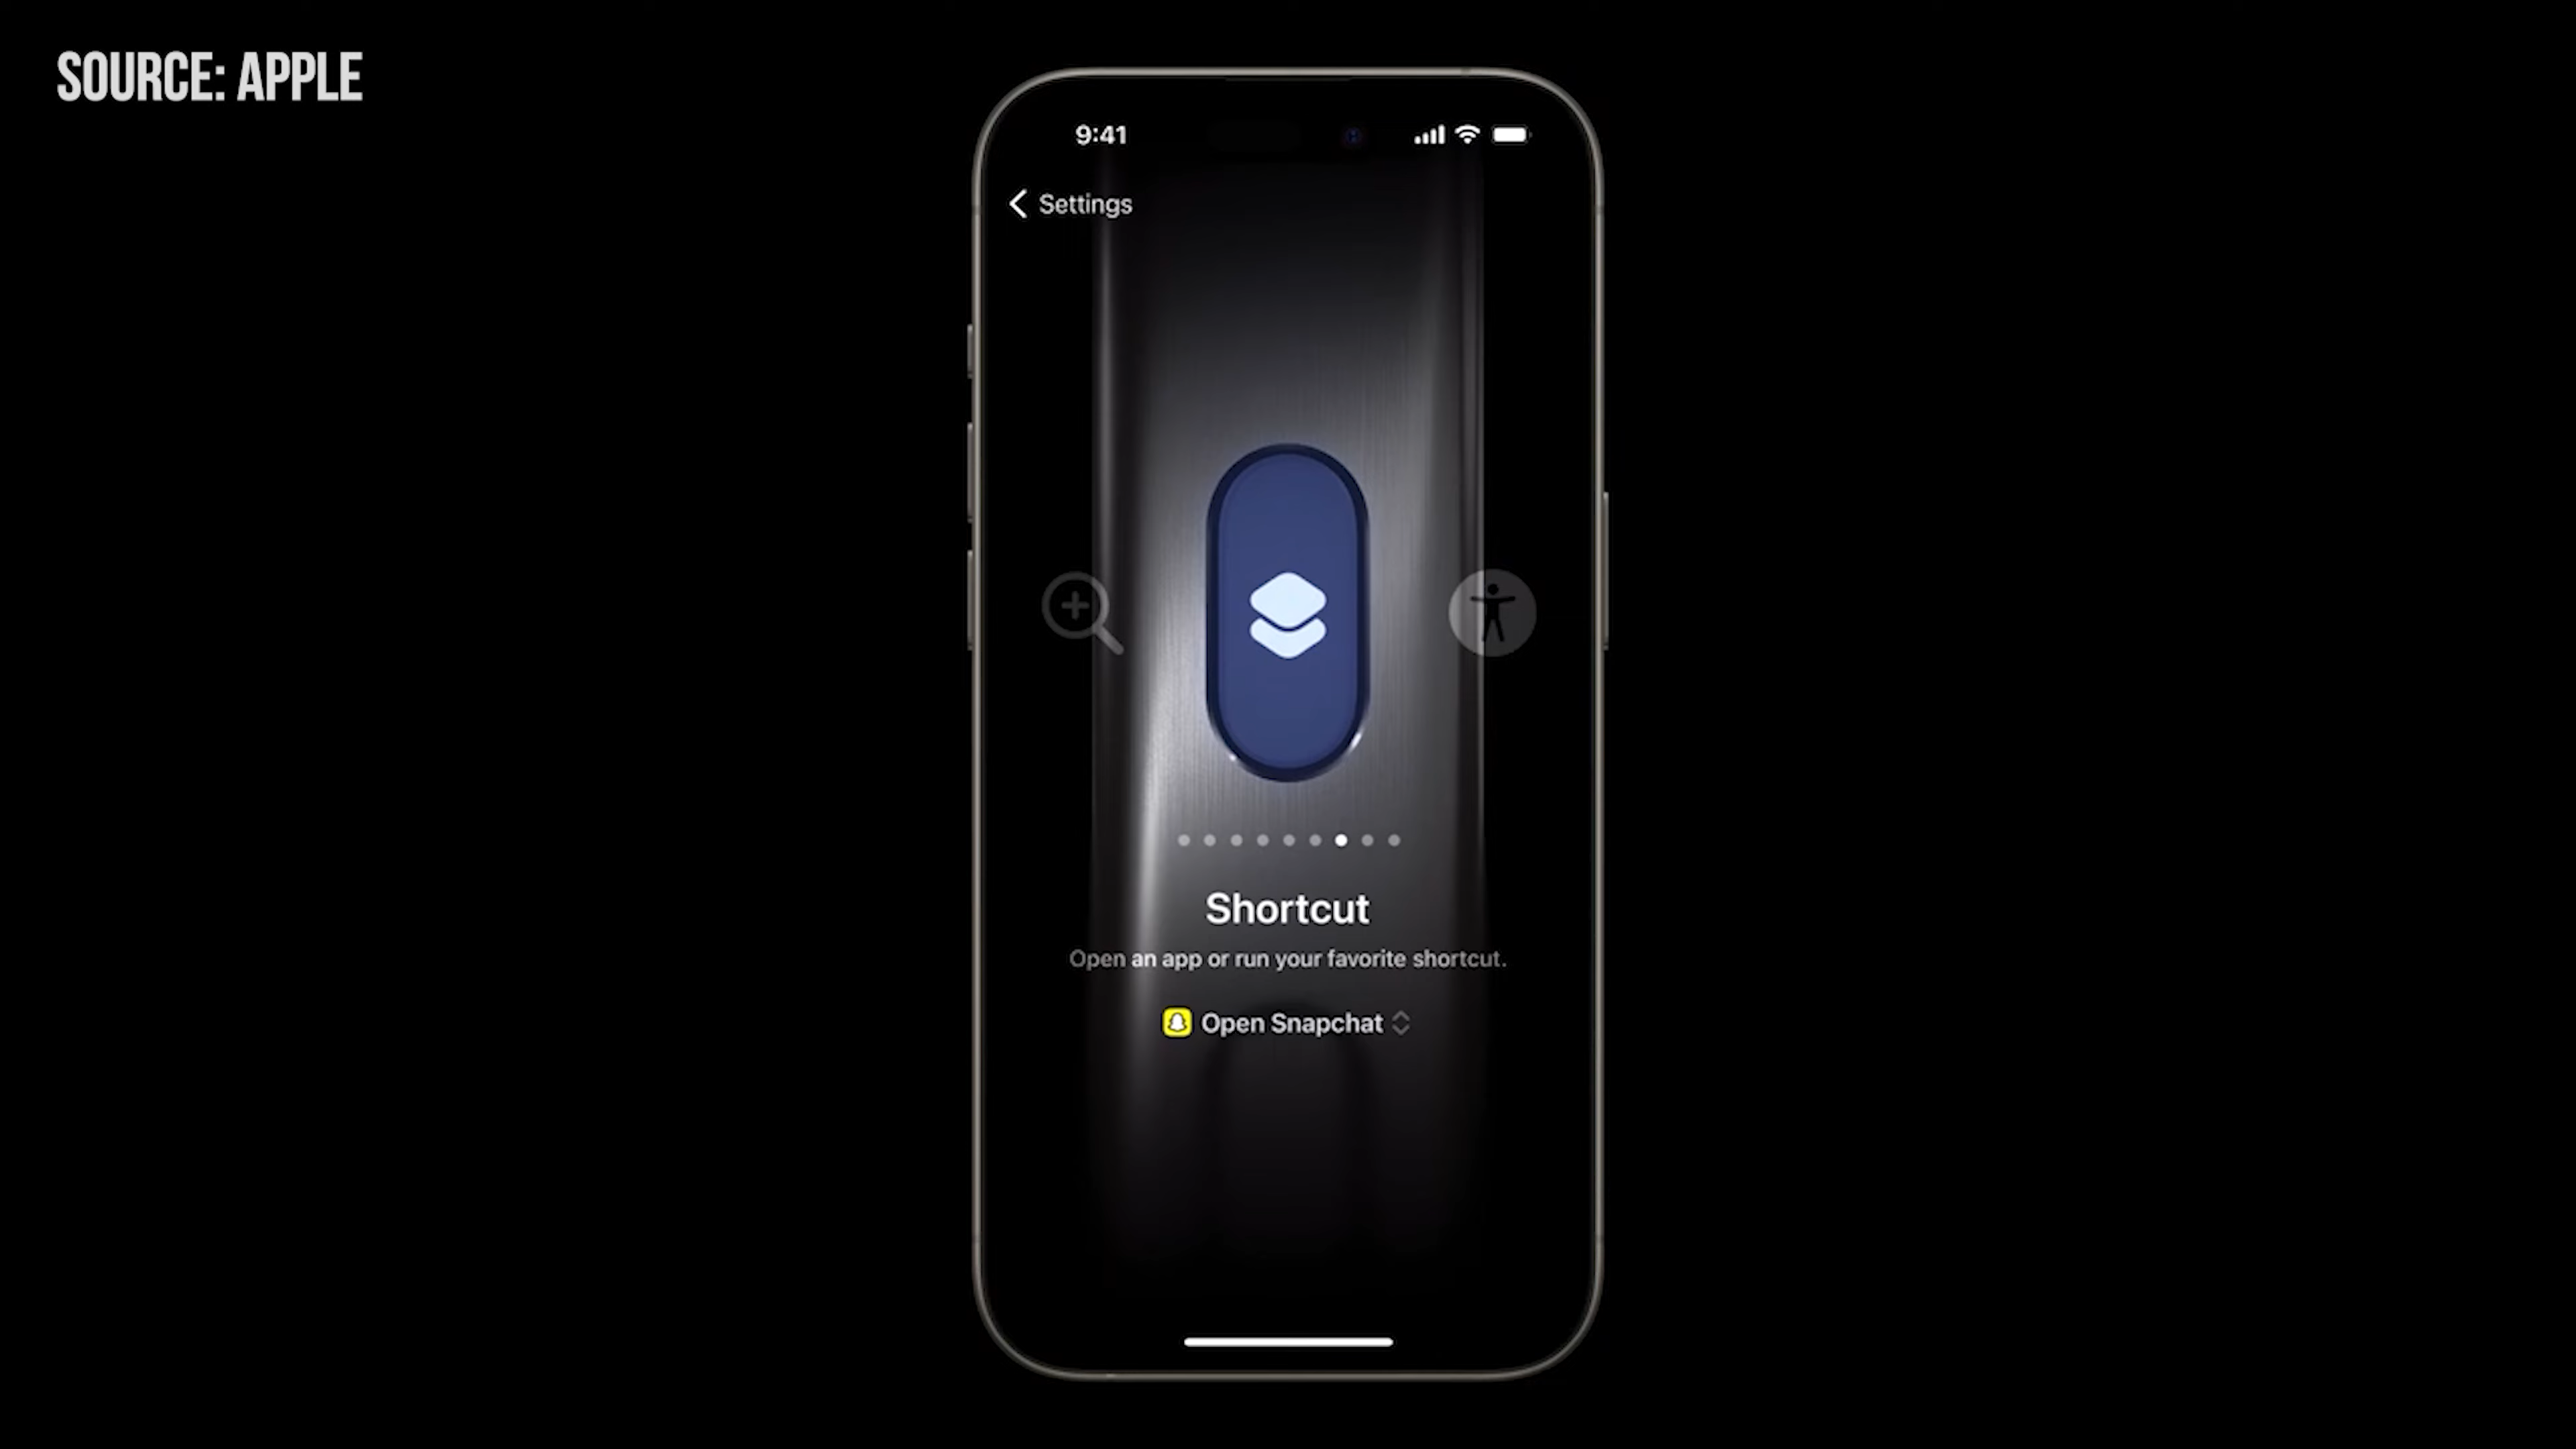 SOURCE: APPLE
9:41
Settings
Shortcut
Open an app or run your favorite shortcut.
Open Snapchat